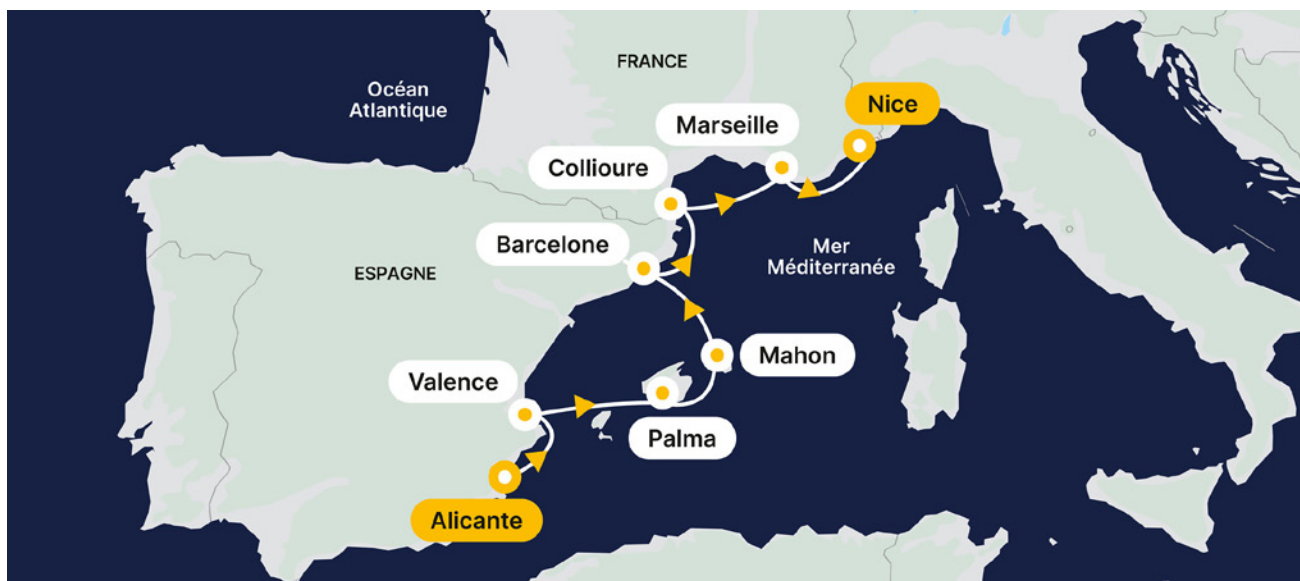 FRANCE
Océan
Atlantique
Nice
Marseille
Collioure
Barcelone
Mer
Méditerranée
ESPAGNE
Mahon
Valence
Palma
Alicante